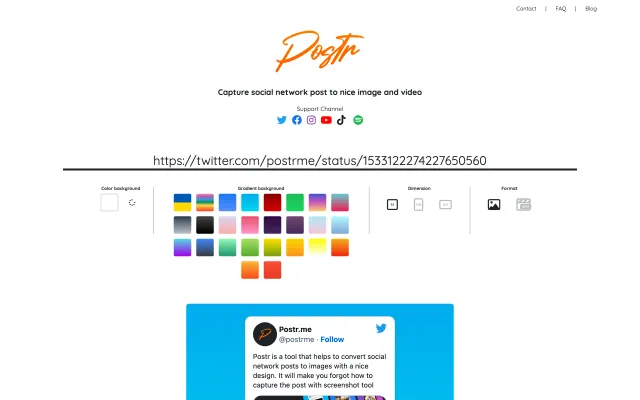 Contact | FAQ | Blog
Postr
Capture social network post to nice image and video
Support Channel
https://twitter.com/postrme/status/1533122274227650560
Color background
Gradient background
Dimension
Format
Postr.me
@postrme · Follow
Postr is a tool that helps to convert social
network posts to images with a nice
design. It will make you forgot how to
capture the post with screenshot tool